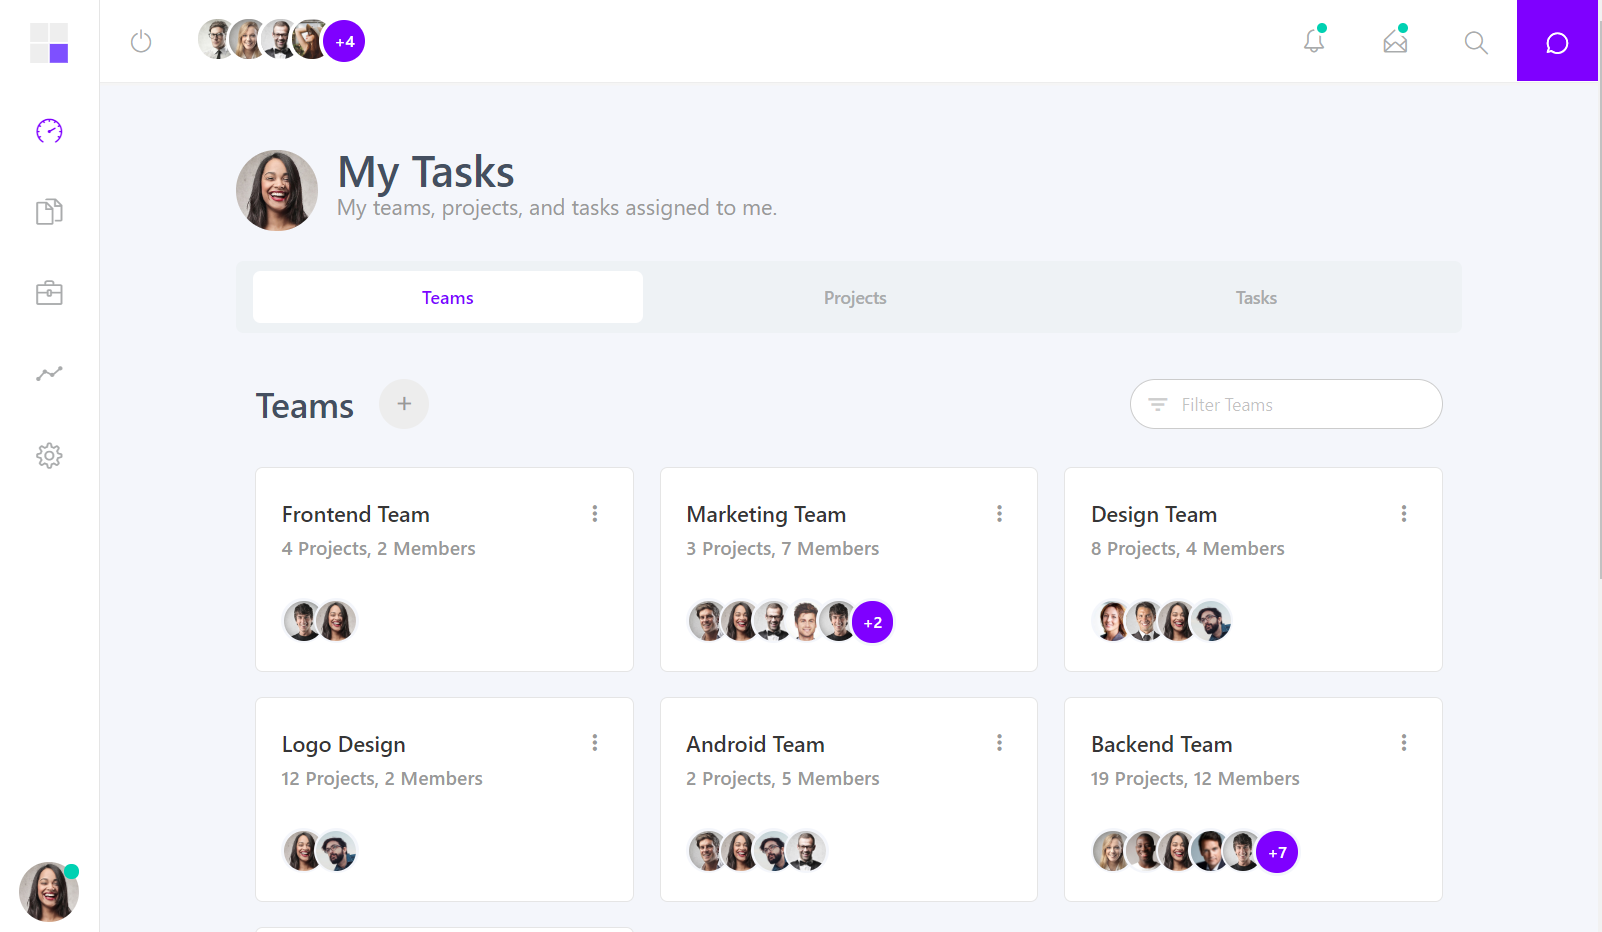 +4
My Tasks
My teams, projects, and tasks assigned to me.
Teams
Projects
Tasks
Teams
+
Filter Teams
Frontend Team
4 Projects, 2 Members
Marketing Team
3 Projects, 7 Members
+2
Design Team
8 Projects, 4 Members
Logo Design
12 Projects, 2 Members
Android Team
2 Projects, 5 Members
Backend Team
19 Projects, 12 Members
+7